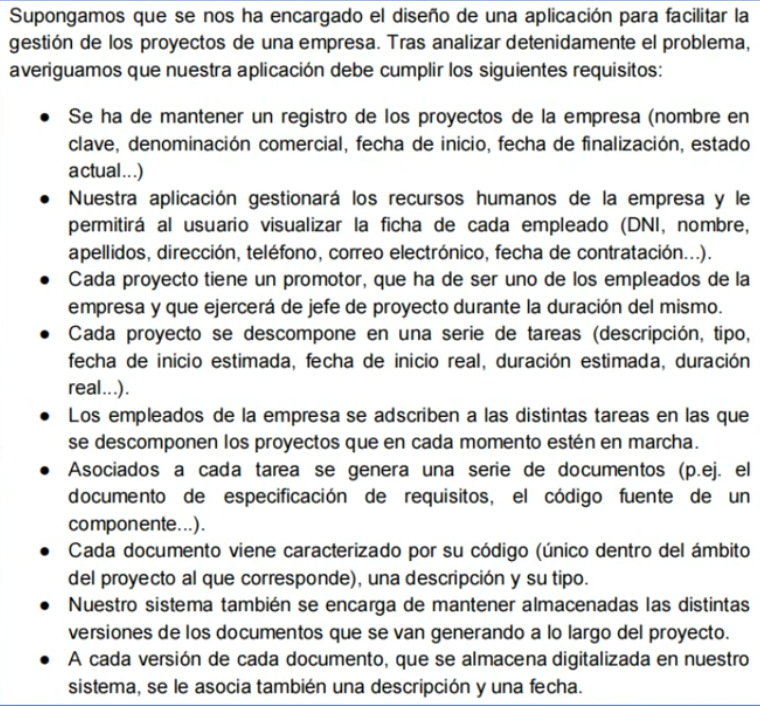 Supongamos que se nos ha encargado el diseño de una aplicación para facilitar la
gestión de los proyectos de una empresa. Tras analizar detenidamente el problema,
averiguamos que nuestra aplicación debe cumplir los siguientes requisitos:
● Se ha de mantener un registro de los proyectos de la empresa (nombre en
clave, denominación comercial, fecha de inicio, fecha de finalización, estado
actual...)
● Nuestra aplicación gestionará los recursos humanos de la empresa y le
permitirá al usuario visualizar la ficha de cada empleado (DNI, nombre,
apellidos, dirección, teléfono, correo electrónico, fecha de contratación...).
● Cada proyecto tiene un promotor, que ha de ser uno de los empleados de la
empresa y que ejercerá de jefe de proyecto durante la duración del mismo.
● Cada proyecto se descompone en una serie de tareas (descripción, tipo,
fecha de inicio estimada, fecha de inicio real, duración estimada, duración
real...).
● Los empleados de la empresa se adscriben a las distintas tareas en las que
se descomponen los proyectos que en cada momento estén en marcha.
● Asociados a cada tarea se genera una serie de documentos (p.ej. el
documento de especificación de requisitos, el código fuente de un
componente...).
● Cada documento viene caracterizado por su código (único dentro del ámbito
del proyecto al que corresponde), una descripción y su tipo.
● Nuestro sistema también se encarga de mantener almacenadas las distintas
versiones de los documentos que se van generando a lo largo del proyecto.
● A cada versión de cada documento, que se almacena digitalizada en nuestro
sistema, se le asocia también una descripción y una fecha.